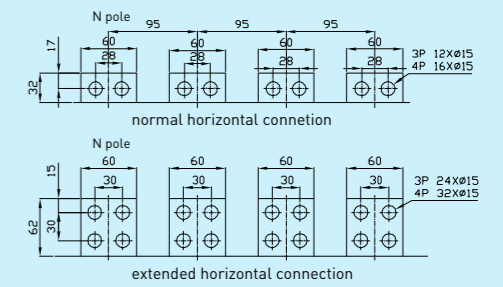 N pole
95 95 95
60 60 60 60
17
28 28 28 28
32
3P 12XØ15
4P 16XØ15
normal horizontal connetion
N pole
60 60 60 60
15
30 30 30 30
3P 24XØ15
4P 32XØ15
62
30
extended horizontal connection